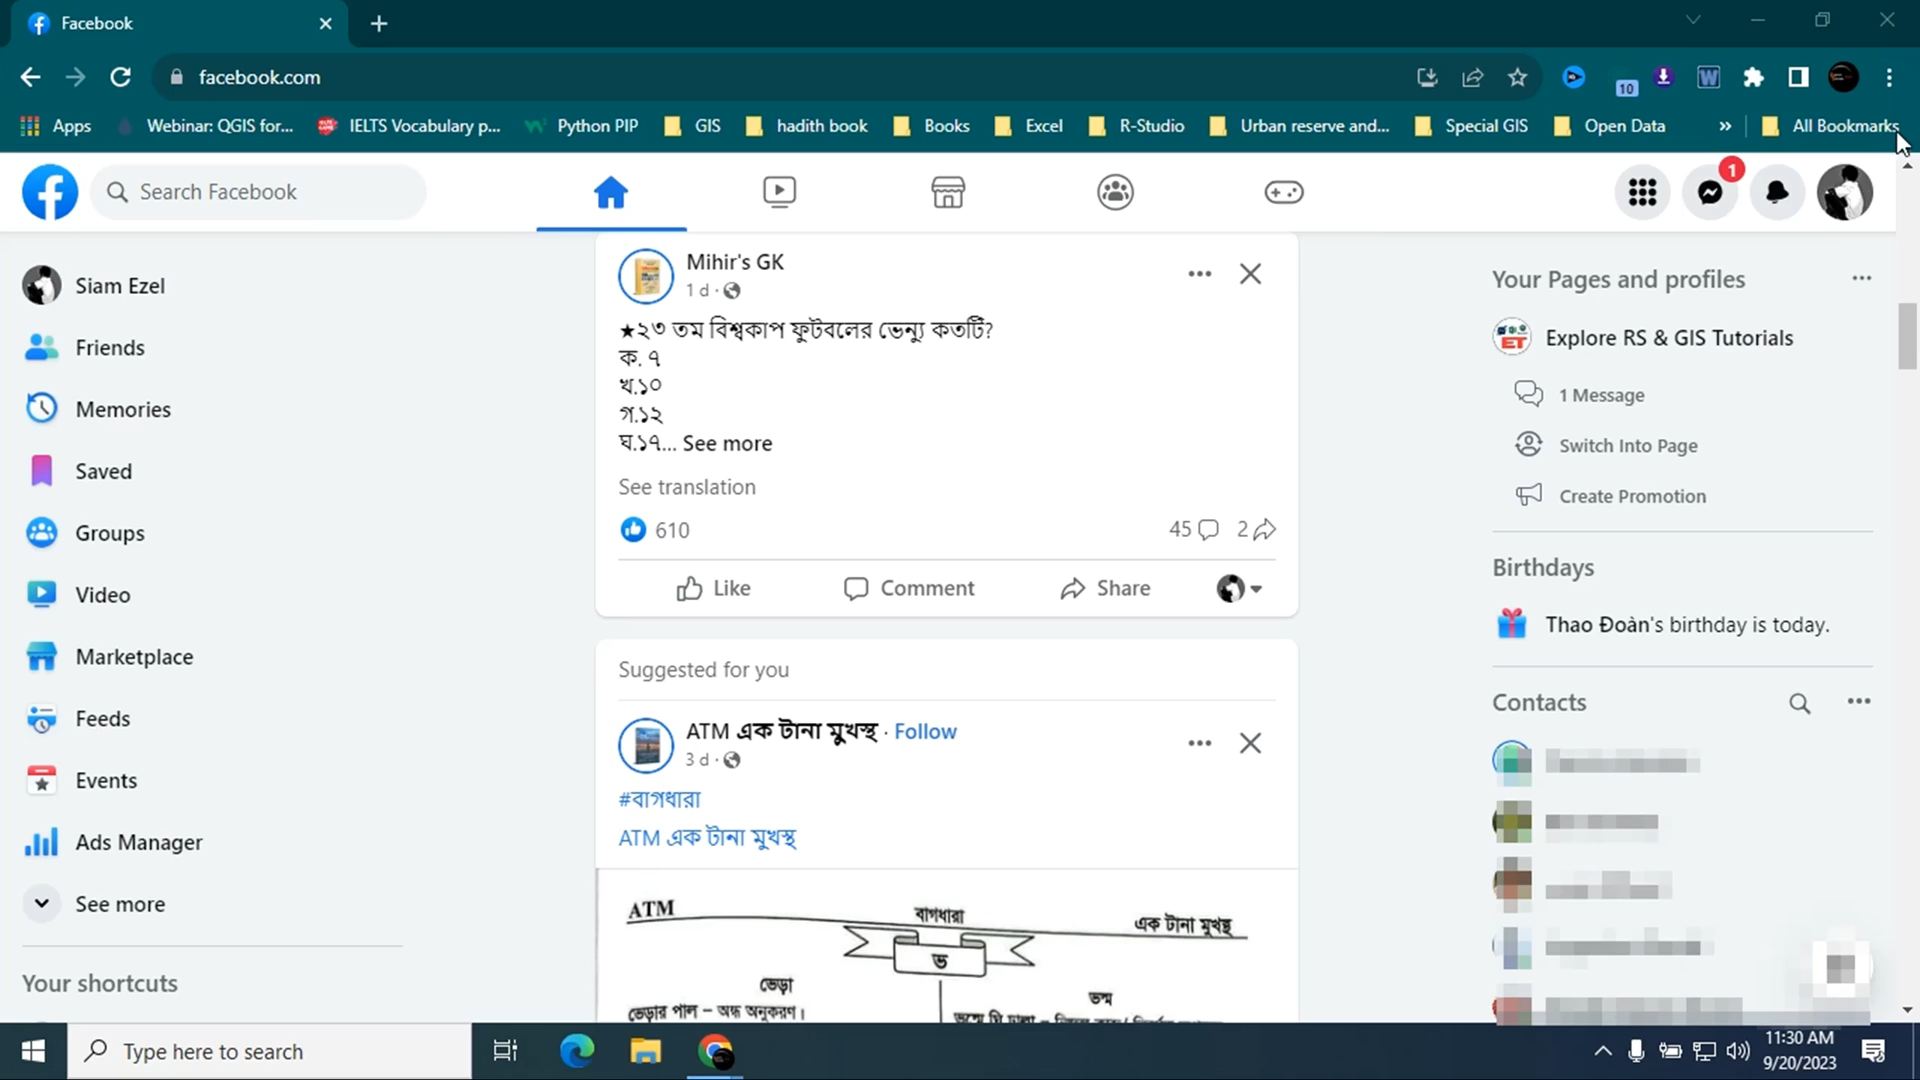 Facebook
facebook.com
10
Apps
Webinar: QGIS for...
IELTS Vocabulary p...
Python PIP
GIS
hadith book
Books
Excel
R-Studio
Urban reserve and...
Special GIS
Open Data
»
All Bookmarks
Search Facebook
1
Siam Ezel
Friends
Memories
Saved
Groups
Video
Marketplace
Feeds
Events
Ads Manager
See more
Your shortcuts
Mihir's GK
1 d ·
★২৩ তম বিশ্বকাপ ফুটবলের ভেন্যু কতটি?
ক. ৭
খ.১০
গ.১২
ঘ.১৭... See more
See translation
610
45
2
Like
Comment
Share
Suggested for you
ATM এক টানা মুখস্থ · Follow
3 d ·
#বাগধারা
ATM এক টানা মুখস্থ
ATM
বাগধারা
এক টানা মুখস্থ
ভ
ভেড়া
ভেড়ার পাল – অন্ধ অনুকরণ।
ভস্ম
Your Pages and profiles
Explore RS & GIS Tutorials
1 Message
Switch Into Page
Create Promotion
Birthdays
Thao Đoàn's birthday is today.
Contacts
Type here to search
11:30 AM
9/20/2023